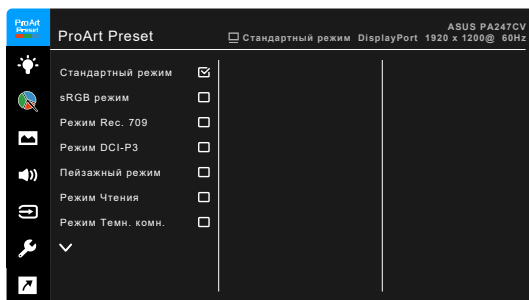 ProArt
Preset
ProArt Preset
ASUS PA247CV
Стандартный режим DisplayPort 1920 x 1200@ 60Hz
Стандартный режим
sRGB режим
Режим Rec. 709
Режим DCI-P3
Пейзажный режим
Режим Чтения
Режим Темн. комн.